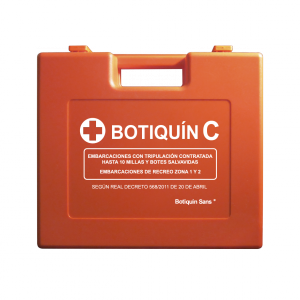 BOTIQUÍN C
EMBARCACIONES CON TRIPULACIÓN CONTRATADA
HASTA 10 MILLAS Y BOTES SALVAVIDAS
EMBARCACIONES DE RECREO ZONA 1 Y 2
SEGÚN REAL DECRETO 568/2011 DE 20 DE ABRIL
Botiquín Sans